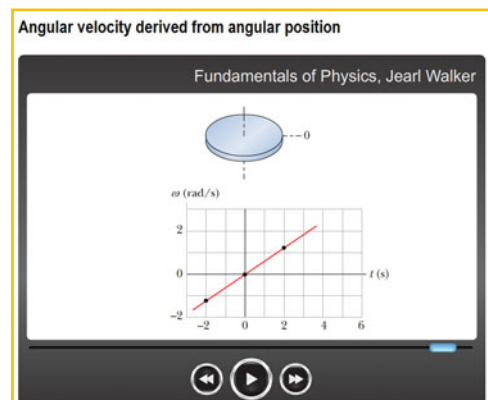 Angular velocity derived from angular position
Fundamentals of Physics, Jearl Walker
0
ω (rad/s)
2
0
t (s)
−2
−2 0 2 4 6